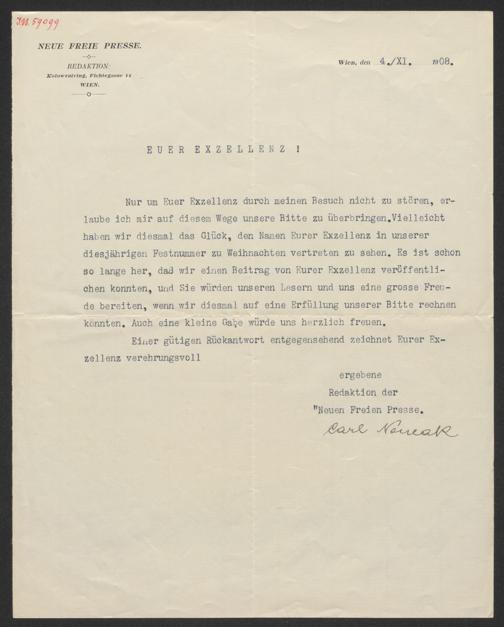 I.N. 59099
NEUE FREIE PRESSE.
REDAKTION:
Kolowratring, Fichtegasse 11
WIEN.
Wien, den 4./XI. 1908.
EUER EXZELLENZ !
Nur um Euer Exzellenz durch meinen Besuch nicht zu stören, er-
laube ich mir auf diesem Wege unsere Bitte zu überbringen.Vielleicht
haben wir diesmal das Glück, den Namen Eurer Exzellenz in unserer
diesjährigen Festnummer zu Weihnachten vertreten zu sehen. Es ist schon
so lange her, daß wir einen Beitrag von Eurer Exzellenz veröffentli-
chen konnten, und Sie würden unseren Lesern und uns eine grosse Freu-
de bereiten, wenn wir diesmal auf eine Erfüllung unserer Bitte rechnen
könnten. Auch eine kleine Gabe würde uns herzlich freuen.
Einer gütigen Rückantwort entgegensehend zeichnet Eurer Ex-
zellenz verehrungsvoll
ergebene
Redaktion der
"Neuen Freien Presse.
Carl Nowak